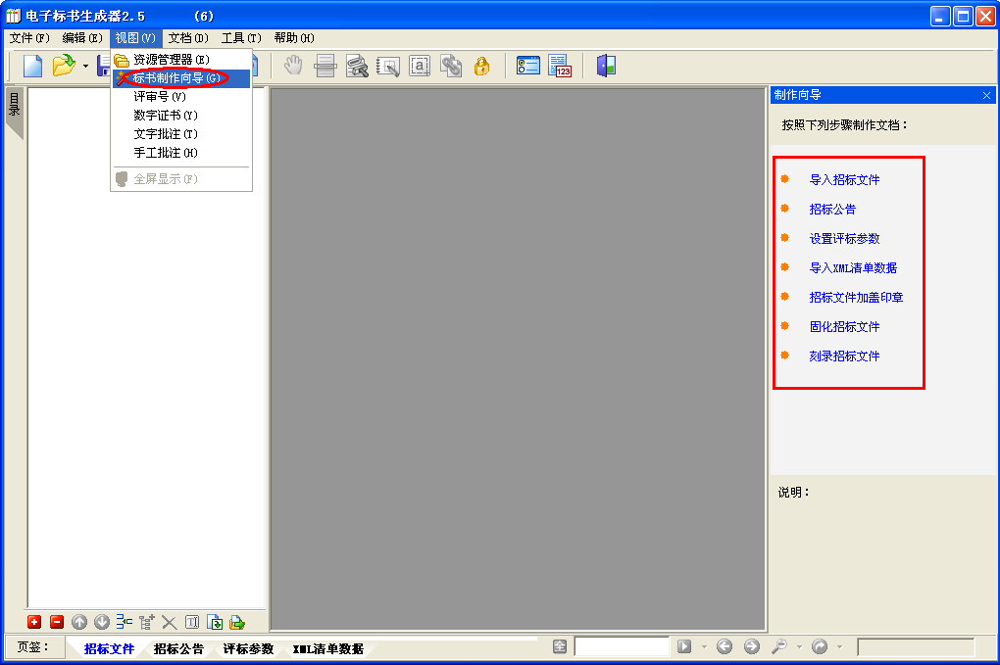 电子标书生成器2.5 (6)
文件(F) 编辑(E) 视图(V) 文档(D) 工具(T) 帮助(H)
资源管理器(E)
标书制作向导(G)
评审号(V)
数字证书(Y)
文字批注(T)
手工批注(H)
全屏显示(F)
目录
a
123
制作向导
按照下列步骤制作文档：
导入招标文件
招标公告
设置评标参数
导入XML清单数据
招标文件加盖印章
固化招标文件
刻录招标文件
说明：
页签： 招标文件 招标公告 评标参数 XML清单数据 全